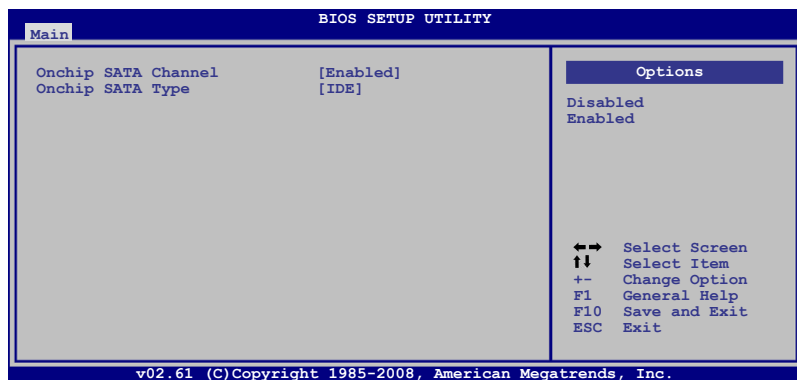 BIOS SETUP UTILITY
Main
Onchip SATA Channel [Enabled]
Onchip SATA Type [IDE]
Options
Disabled
Enabled
←→ Select Screen
↑↓ Select Item
+- Change Option
F1 General Help
F10 Save and Exit
ESC Exit
v02.61 (C)Copyright 1985-2008, American Megatrends, Inc.